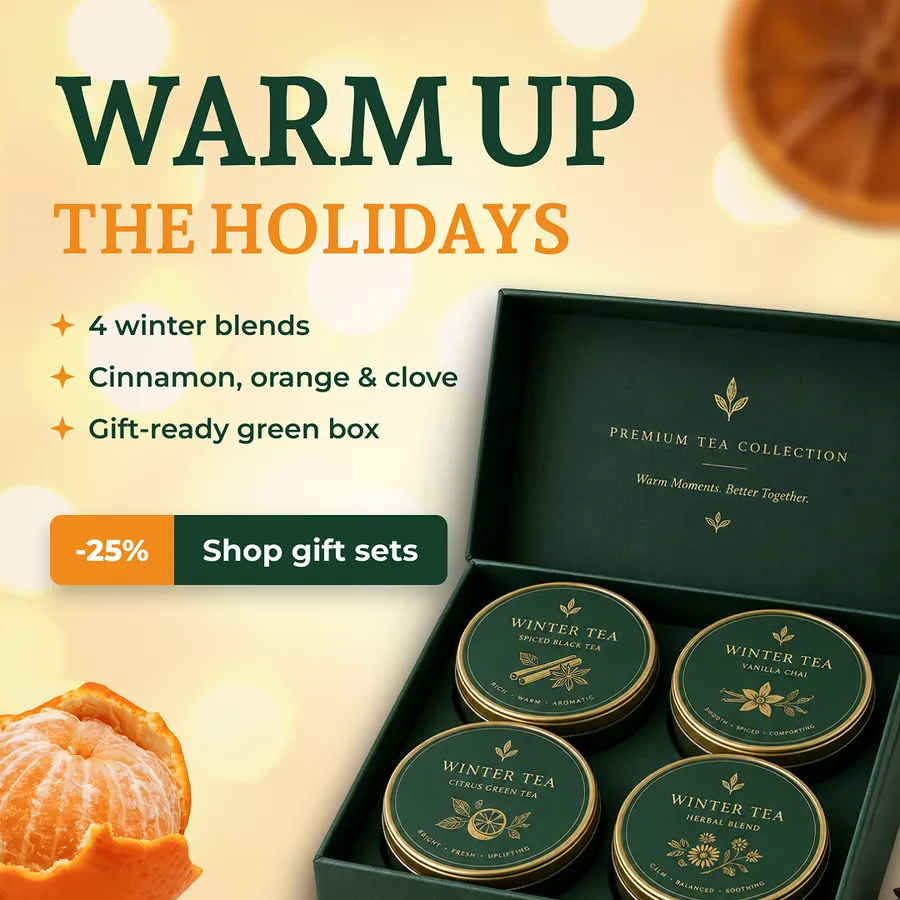 WARM UP
THE HOLIDAYS
4 winter blends
Cinnamon, orange & clove
Gift-ready green box
-25% Shop gift sets
PREMIUM TEA COLLECTION
Warm Moments. Better Together.
WINTER TEA
SPICED BLACK TEA
RICH • WARM • AROMATIC
WINTER TEA
VANILLA CHAI
SMOOTH • SPICED • COMFORTING
WINTER TEA
CITRUS GREEN TEA
BRIGHT • FRESH • UPLIFTING
WINTER TEA
HERBAL BLEND
CALM • BALANCED • SOOTHING